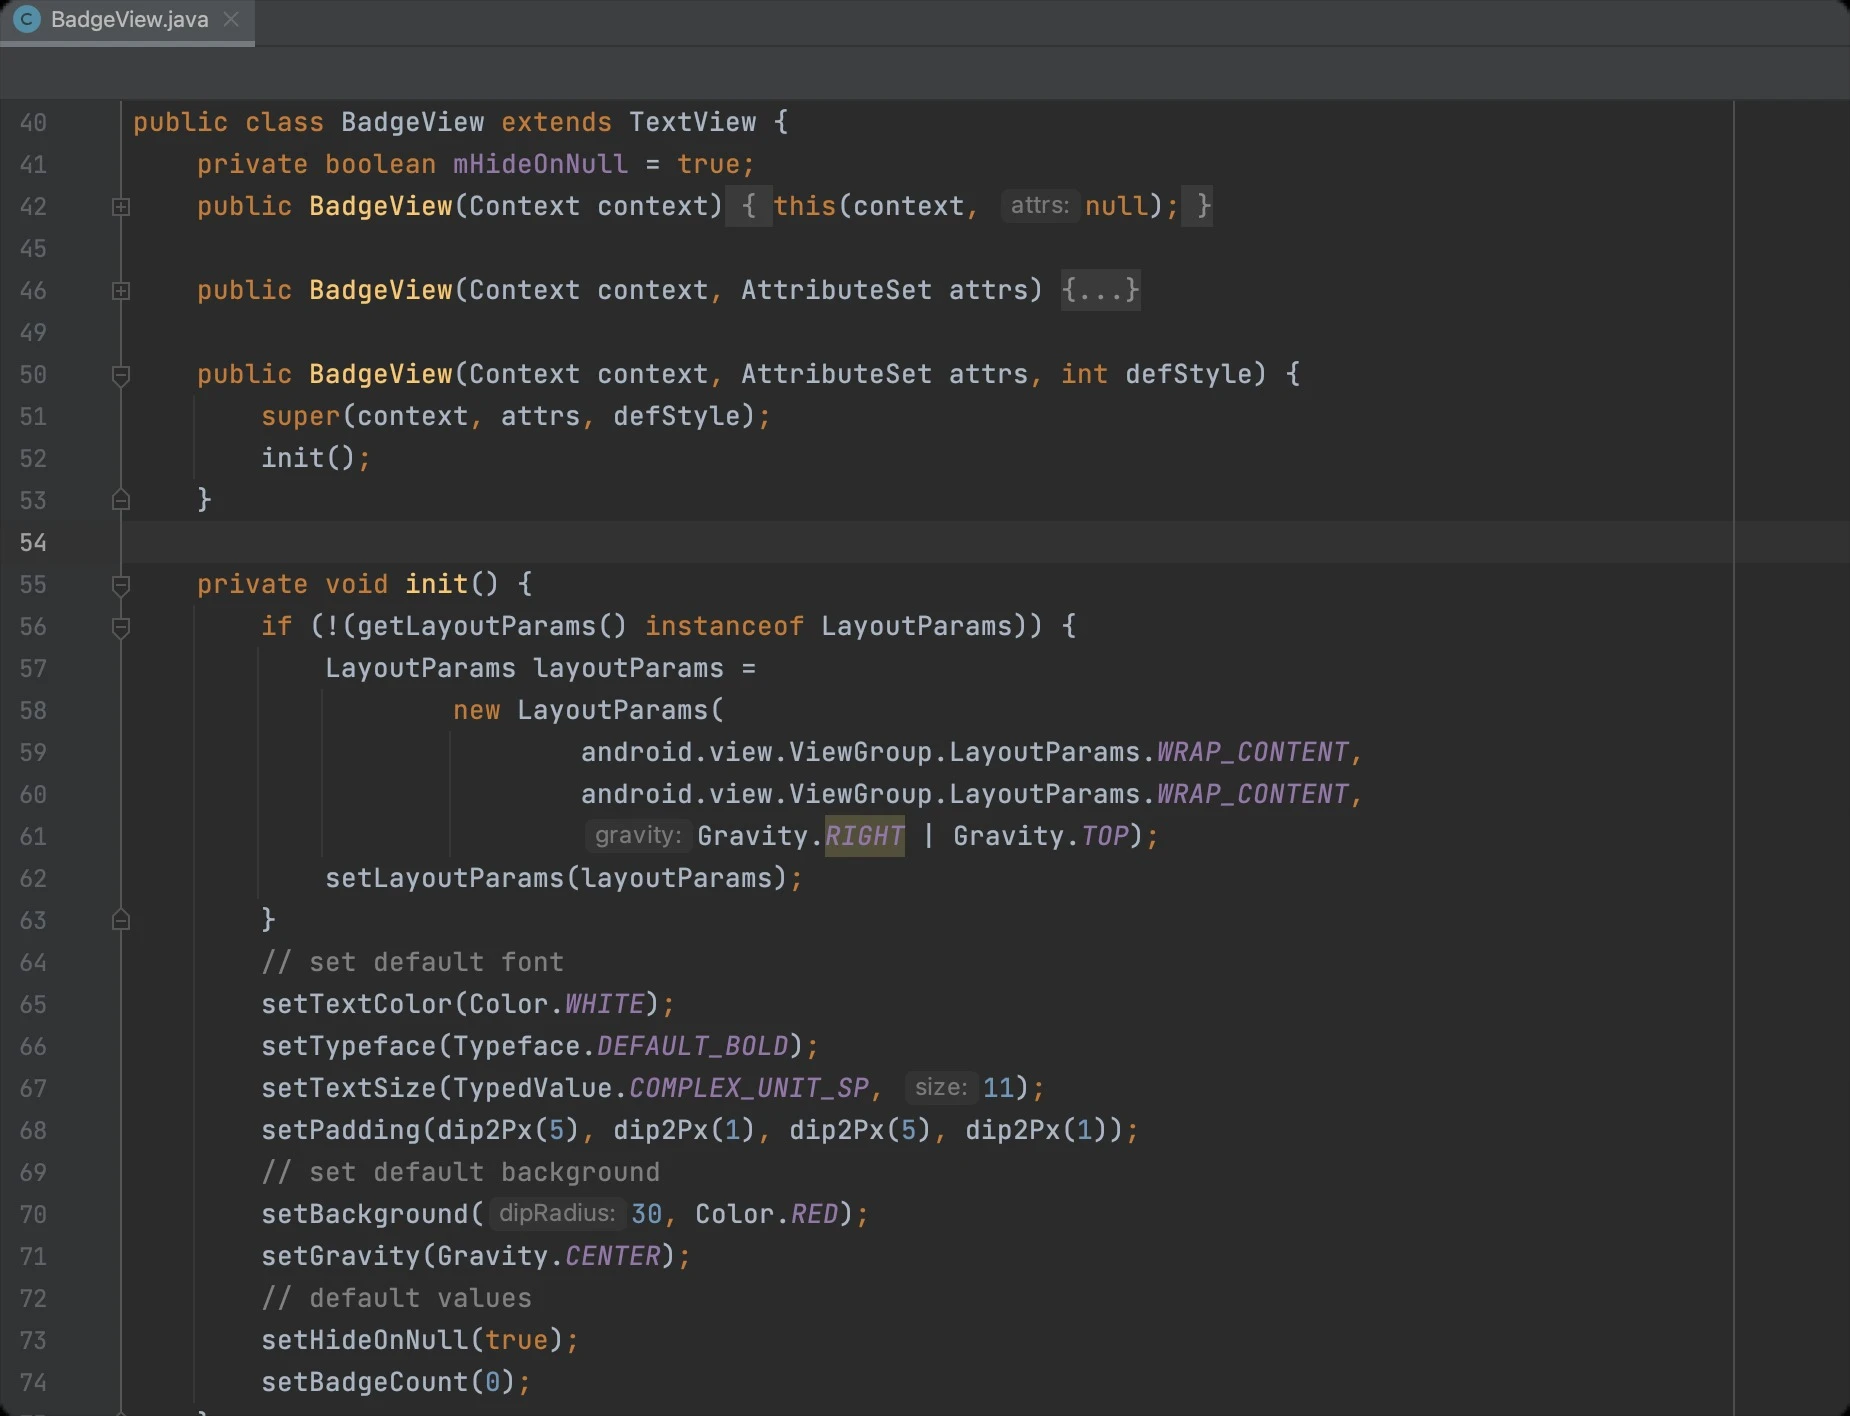 BadgeView.java
40 public class BadgeView extends TextView {
41 private boolean mHideOnNull = true;
42 public BadgeView(Context context) { this(context, attrs: null); }
45
46 public BadgeView(Context context, AttributeSet attrs) {...}
49
50 public BadgeView(Context context, AttributeSet attrs, int defStyle) {
51 super(context, attrs, defStyle);
52 init();
53 }
54
55 private void init() {
56 if (!(getLayoutParams() instanceof LayoutParams)) {
57 LayoutParams layoutParams =
58 new LayoutParams(
59 android.view.ViewGroup.LayoutParams.WRAP_CONTENT,
60 android.view.ViewGroup.LayoutParams.WRAP_CONTENT,
61 gravity: Gravity.RIGHT | Gravity.TOP);
62 setLayoutParams(layoutParams);
63 }
64 // set default font
65 setTextColor(Color.WHITE);
66 setTypeface(Typeface.DEFAULT_BOLD);
67 setTextSize(TypedValue.COMPLEX_UNIT_SP, size: 11);
68 setPadding(dip2Px(5), dip2Px(1), dip2Px(5), dip2Px(1));
69 // set default background
70 setBackground( dipRadius: 30, Color.RED);
71 setGravity(Gravity.CENTER);
72 // default values
73 setHideOnNull(true);
74 setBadgeCount(0);